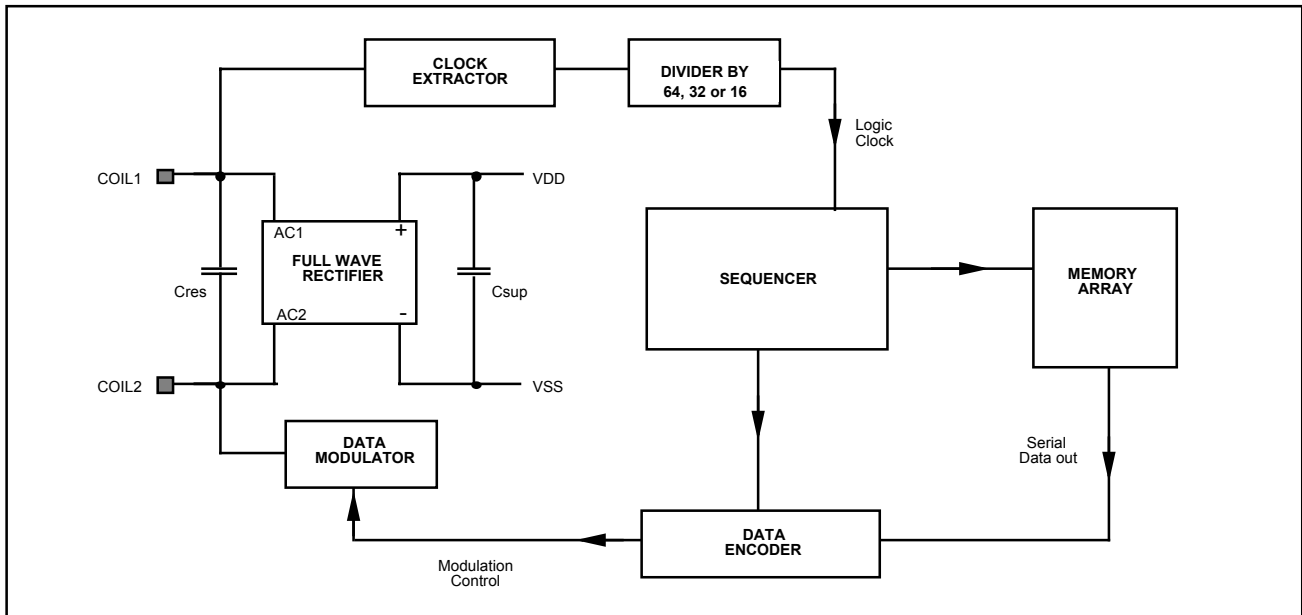 CLOCK
EXTRACTOR
DIVIDER BY
64, 32 or 16
Logic
Clock
COIL1
VDD
AC1
+
FULL WAVE
RECTIFIER
Cres
Csup
SEQUENCER
MEMORY
ARRAY
AC2
-
COIL2
VSS
DATA
MODULATOR
Serial
Data out
DATA
ENCODER
Modulation
Control